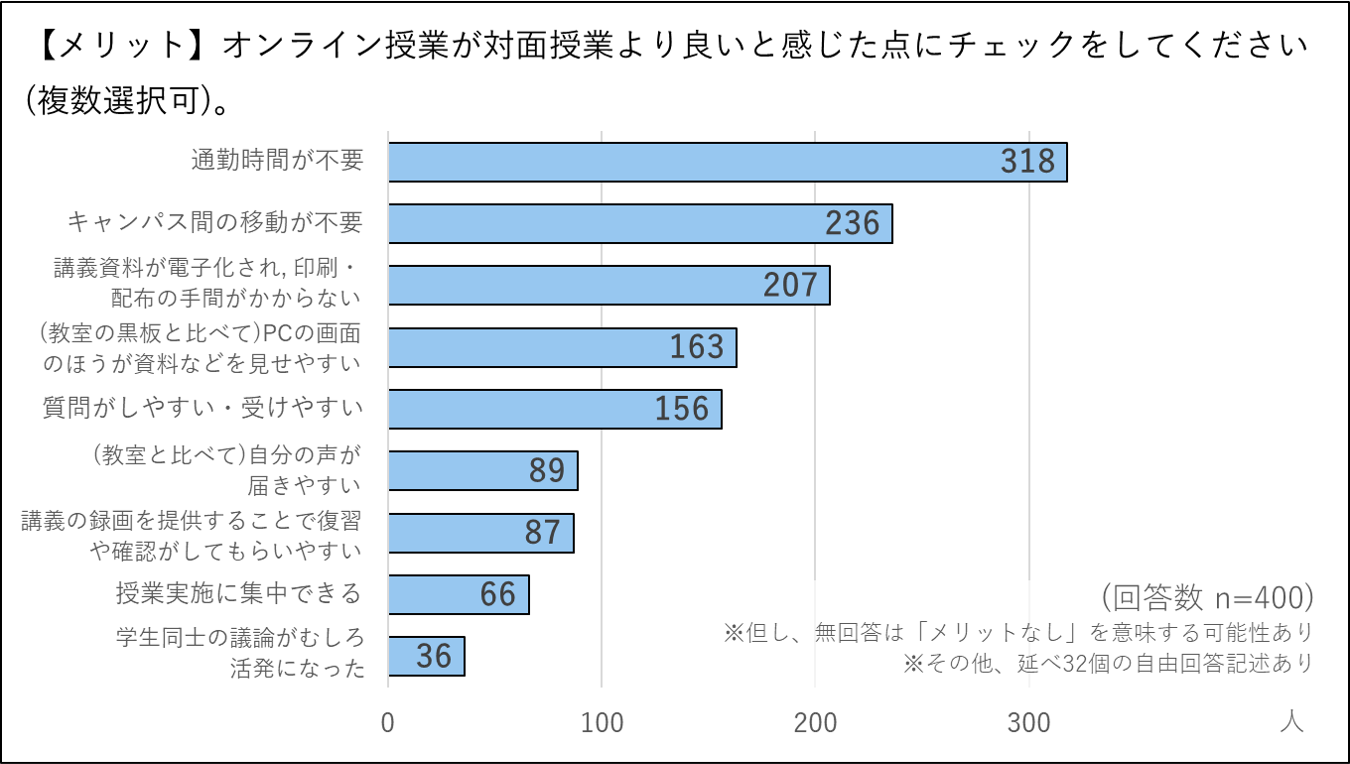 【メリット】オンライン授業が対面授業より良いと感じた点にチェックをしてください
(複数選択可)。
通勤時間が不要
318
キャンパス間の移動が不要
236
講義資料が電子化され, 印刷・
配布の手間がかからない
207
(教室の黒板と比べて)PCの画面
のほうが資料などを見せやすい
163
質問がしやすい・受けやすい
156
(教室と比べて)自分の声が
届きやすい
89
講義の録画を提供することで復習
や確認がしてもらいやすい
87
授業実施に集中できる
66
学生同士の議論がむしろ
活発になった
36
(回答数 n=400)
※但し、無回答は「メリットなし」を意味する可能性あり
※その他、延べ32個の自由回答記述あり
0 100 200 300 人